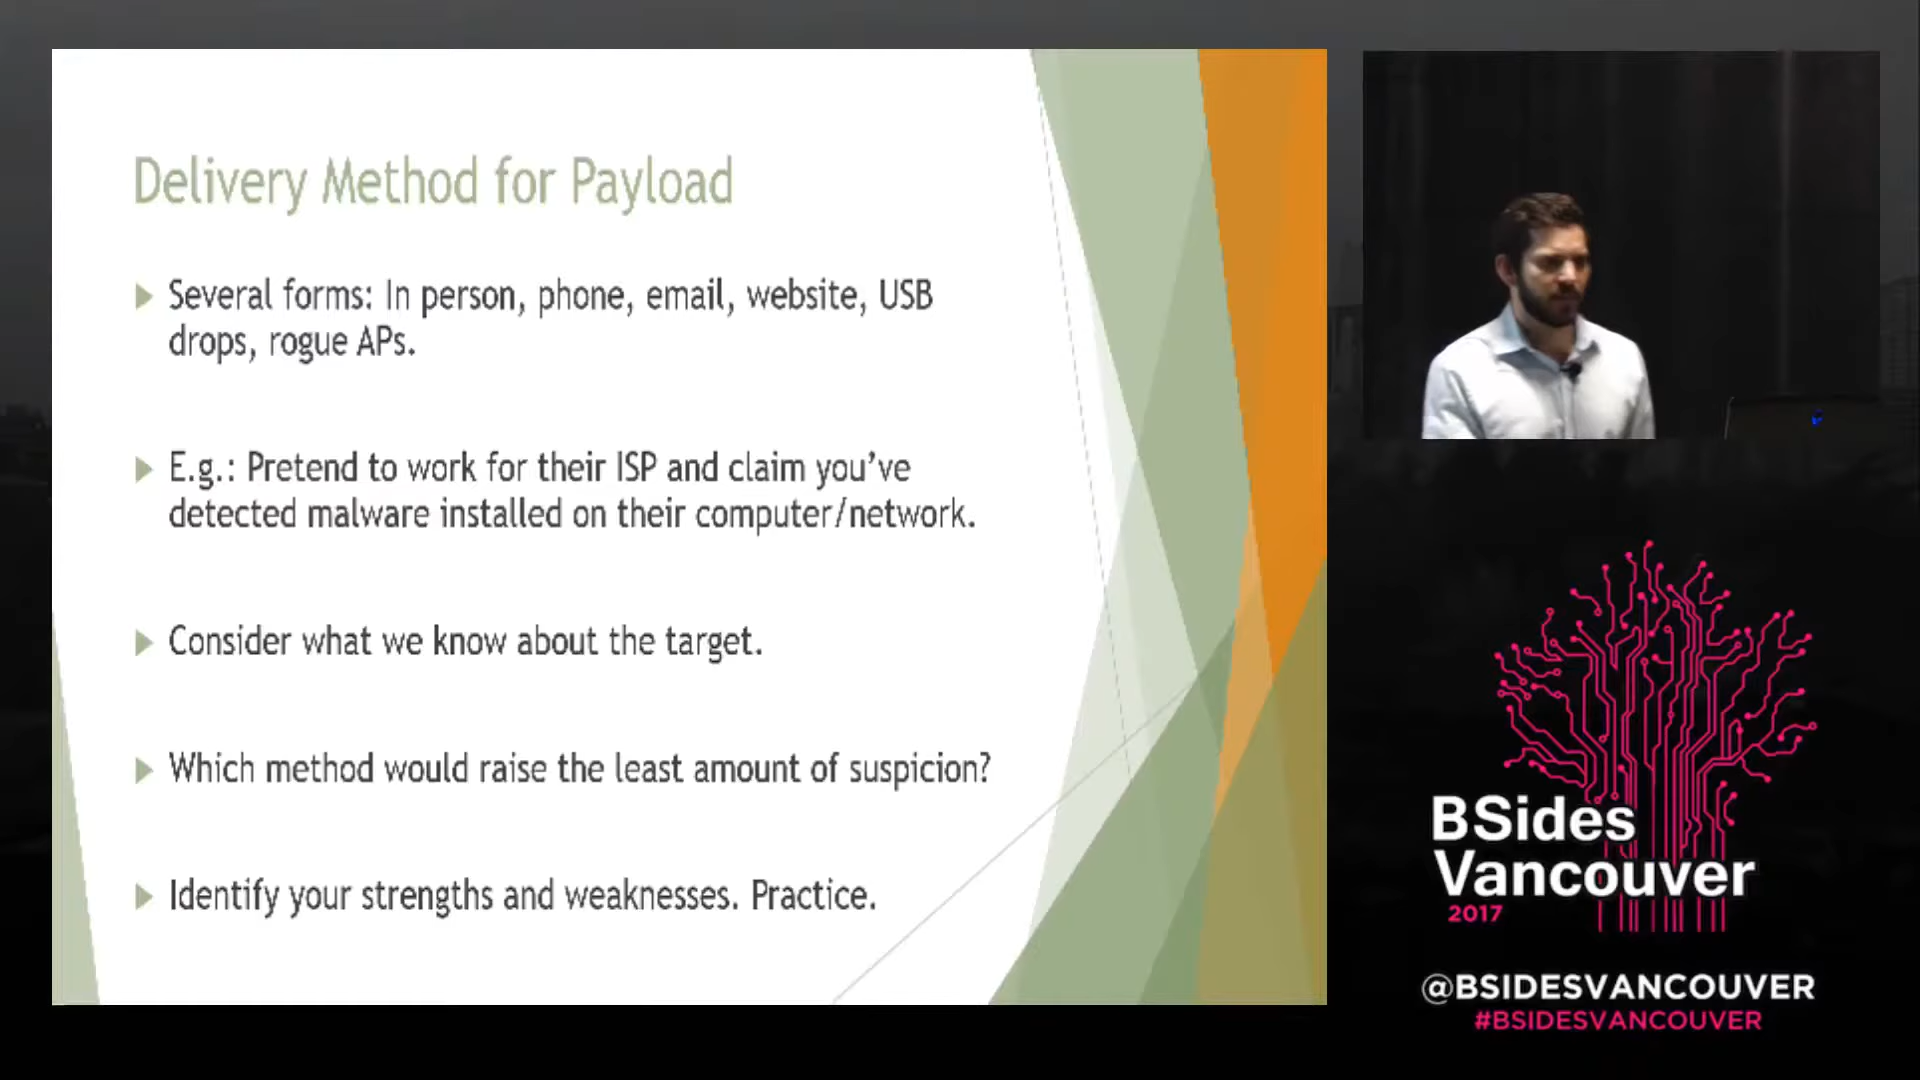 Delivery Method for Payload
Several forms: In person, phone, email, website, USB
drops, rogue APs.
E.g.: Pretend to work for their ISP and claim you've
detected malware installed on their computer/network.
Consider what we know about the target.
Which method would raise the least amount of suspicion?
Identify your strengths and weaknesses. Practice.
BSides
Vancouver
2017
@BSIDESVANCOUVER
#BSIDESVANCOUVER